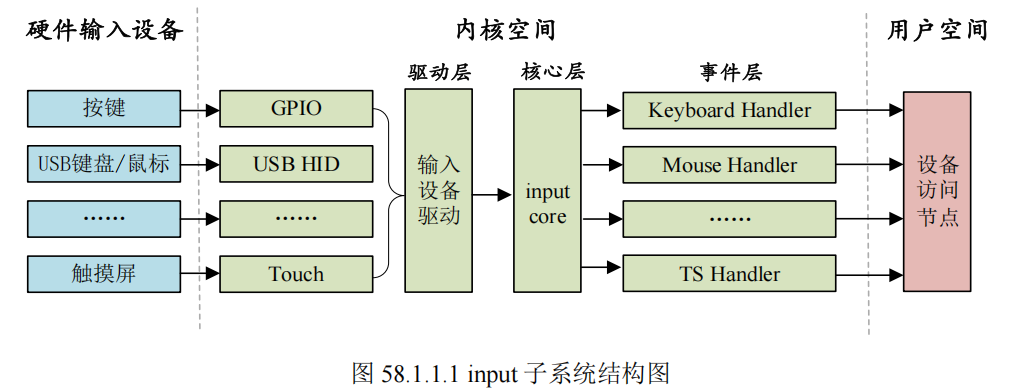 硬件输入设备
内核空间
用户空间
驱动层
核心层
事件层
按键
GPIO
Keyboard Handler
USB键盘/鼠标
USB HID
Mouse Handler
······
······
······
触摸屏
Touch
TS Handler
输入
设备
驱动
input
core
设备
访问
节点
图 58.1.1.1 input 子系统结构图